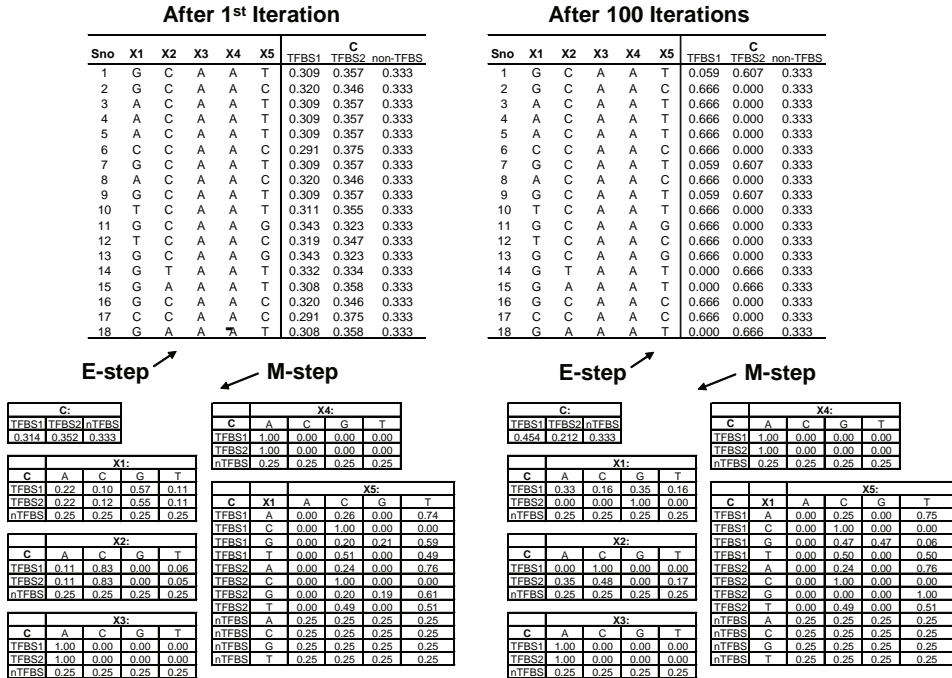 After 1st Iteration
Sno X1 X2 X3 X4 X5 C
TFBS1 TFBS2 non-TFBS
1 G C A A T 0.309 0.357 0.333
2 G C A A C 0.320 0.346 0.333
3 A C A A T 0.309 0.357 0.333
4 A C A A T 0.309 0.357 0.333
5 A C A A T 0.309 0.357 0.333
6 C C A A C 0.291 0.375 0.333
7 G C A A T 0.309 0.357 0.333
8 A C A A C 0.320 0.346 0.333
9 G C A A T 0.309 0.357 0.333
10 T C A A T 0.311 0.355 0.333
11 G C A A G 0.343 0.323 0.333
12 T C A A C 0.319 0.347 0.333
13 G C A A G 0.343 0.323 0.333
14 G T A A T 0.332 0.334 0.333
15 G A A A T 0.308 0.358 0.333
16 G C A A C 0.320 0.346 0.333
17 C C A A C 0.291 0.375 0.333
18 G A A A T 0.308 0.358 0.333
E-step
M-step
C:
TFBS1 TFBS2 nTFBS
0.314 0.352 0.333
X1:
C A C G T
TFBS1 0.22 0.10 0.57 0.11
TFBS2 0.22 0.12 0.55 0.11
nTFBS 0.25 0.25 0.25 0.25
X2:
C A C G T
TFBS1 0.11 0.83 0.00 0.06
TFBS2 0.11 0.83 0.00 0.05
nTFBS 0.25 0.25 0.25 0.25
X3:
C A C G T
TFBS1 1.00 0.00 0.00 0.00
TFBS2 1.00 0.00 0.00 0.00
nTFBS 0.25 0.25 0.25 0.25
X4:
C A C G T
TFBS1 1.00 0.00 0.00 0.00
TFBS2 1.00 0.00 0.00 0.00
nTFBS 0.25 0.25 0.25 0.25
X5:
C X1 A C G T
TFBS1 A 0.00 0.26 0.00 0.74
TFBS1 C 0.00 1.00 0.00 0.00
TFBS1 G 0.00 0.20 0.21 0.59
TFBS1 T 0.00 0.51 0.00 0.49
TFBS2 A 0.00 0.24 0.00 0.76
TFBS2 C 0.00 1.00 0.00 0.00
TFBS2 G 0.00 0.20 0.19 0.61
TFBS2 T 0.00 0.49 0.00 0.51
nTFBS A 0.25 0.25 0.25 0.25
nTFBS C 0.25 0.25 0.25 0.25
nTFBS G 0.25 0.25 0.25 0.25
nTFBS T 0.25 0.25 0.25 0.25
After 100 Iterations
Sno X1 X2 X3 X4 X5 C
TFBS1 TFBS2 non-TFBS
1 G C A A T 0.059 0.607 0.333
2 G C A A C 0.666 0.000 0.333
3 A C A A T 0.666 0.000 0.333
4 A C A A T 0.666 0.000 0.333
5 A C A A T 0.666 0.000 0.333
6 C C A A C 0.666 0.000 0.333
7 G C A A T 0.059 0.607 0.333
8 A C A A C 0.666 0.000 0.333
9 G C A A T 0.059 0.607 0.333
10 T C A A T 0.666 0.000 0.333
11 G C A A G 0.666 0.000 0.333
12 T C A A C 0.666 0.000 0.333
13 G C A A G 0.666 0.000 0.333
14 G T A A T 0.000 0.666 0.333
15 G A A A T 0.000 0.666 0.333
16 G C A A C 0.666 0.000 0.333
17 C C A A C 0.666 0.000 0.333
18 G A A A T 0.000 0.666 0.333
E-step
M-step
C:
TFBS1 TFBS2 nTFBS
0.454 0.212 0.333
X1:
C A C G T
TFBS1 0.33 0.16 0.35 0.16
TFBS2 0.00 0.00 1.00 0.00
nTFBS 0.25 0.25 0.25 0.25
X2:
C A C G T
TFBS1 0.00 1.00 0.00 0.00
TFBS2 0.35 0.48 0.00 0.17
nTFBS 0.25 0.25 0.25 0.25
X3:
C A C G T
TFBS1 1.00 0.00 0.00 0.00
TFBS2 1.00 0.00 0.00 0.00
nTFBS 0.25 0.25 0.25 0.25
X4:
C A C G T
TFBS1 1.00 0.00 0.00 0.00
TFBS2 1.00 0.00 0.00 0.00
nTFBS 0.25 0.25 0.25 0.25
X5:
C X1 A C G T
TFBS1 A 0.00 0.25 0.00 0.75
TFBS1 C 0.00 1.00 0.00 0.00
TFBS1 G 0.00 0.47 0.47 0.06
TFBS1 T 0.00 0.50 0.00 0.50
TFBS2 A 0.00 0.24 0.00 0.76
TFBS2 C 0.00 1.00 0.00 0.00
TFBS2 G 0.00 0.00 0.00 1.00
TFBS2 T 0.00 0.49 0.00 0.51
nTFBS A 0.25 0.25 0.25 0.25
nTFBS C 0.25 0.25 0.25 0.25
nTFBS G 0.25 0.25 0.25 0.25
nTFBS T 0.25 0.25 0.25 0.25